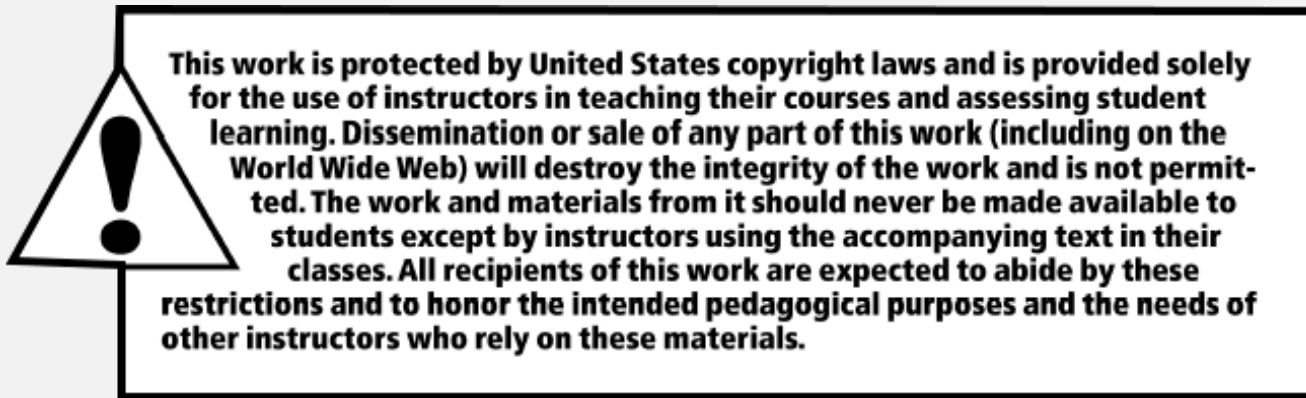 This work is protected by United States copyright laws and is provided solely
for the use of instructors in teaching their courses and assessing student
learning. Dissemination or sale of any part of this work (including on the
World Wide Web) will destroy the integrity of the work and is not permit-
ted. The work and materials from it should never be made available to
students except by instructors using the accompanying text in their
classes. All recipients of this work are expected to abide by these
restrictions and to honor the intended pedagogical purposes and the needs of
other instructors who rely on these materials.